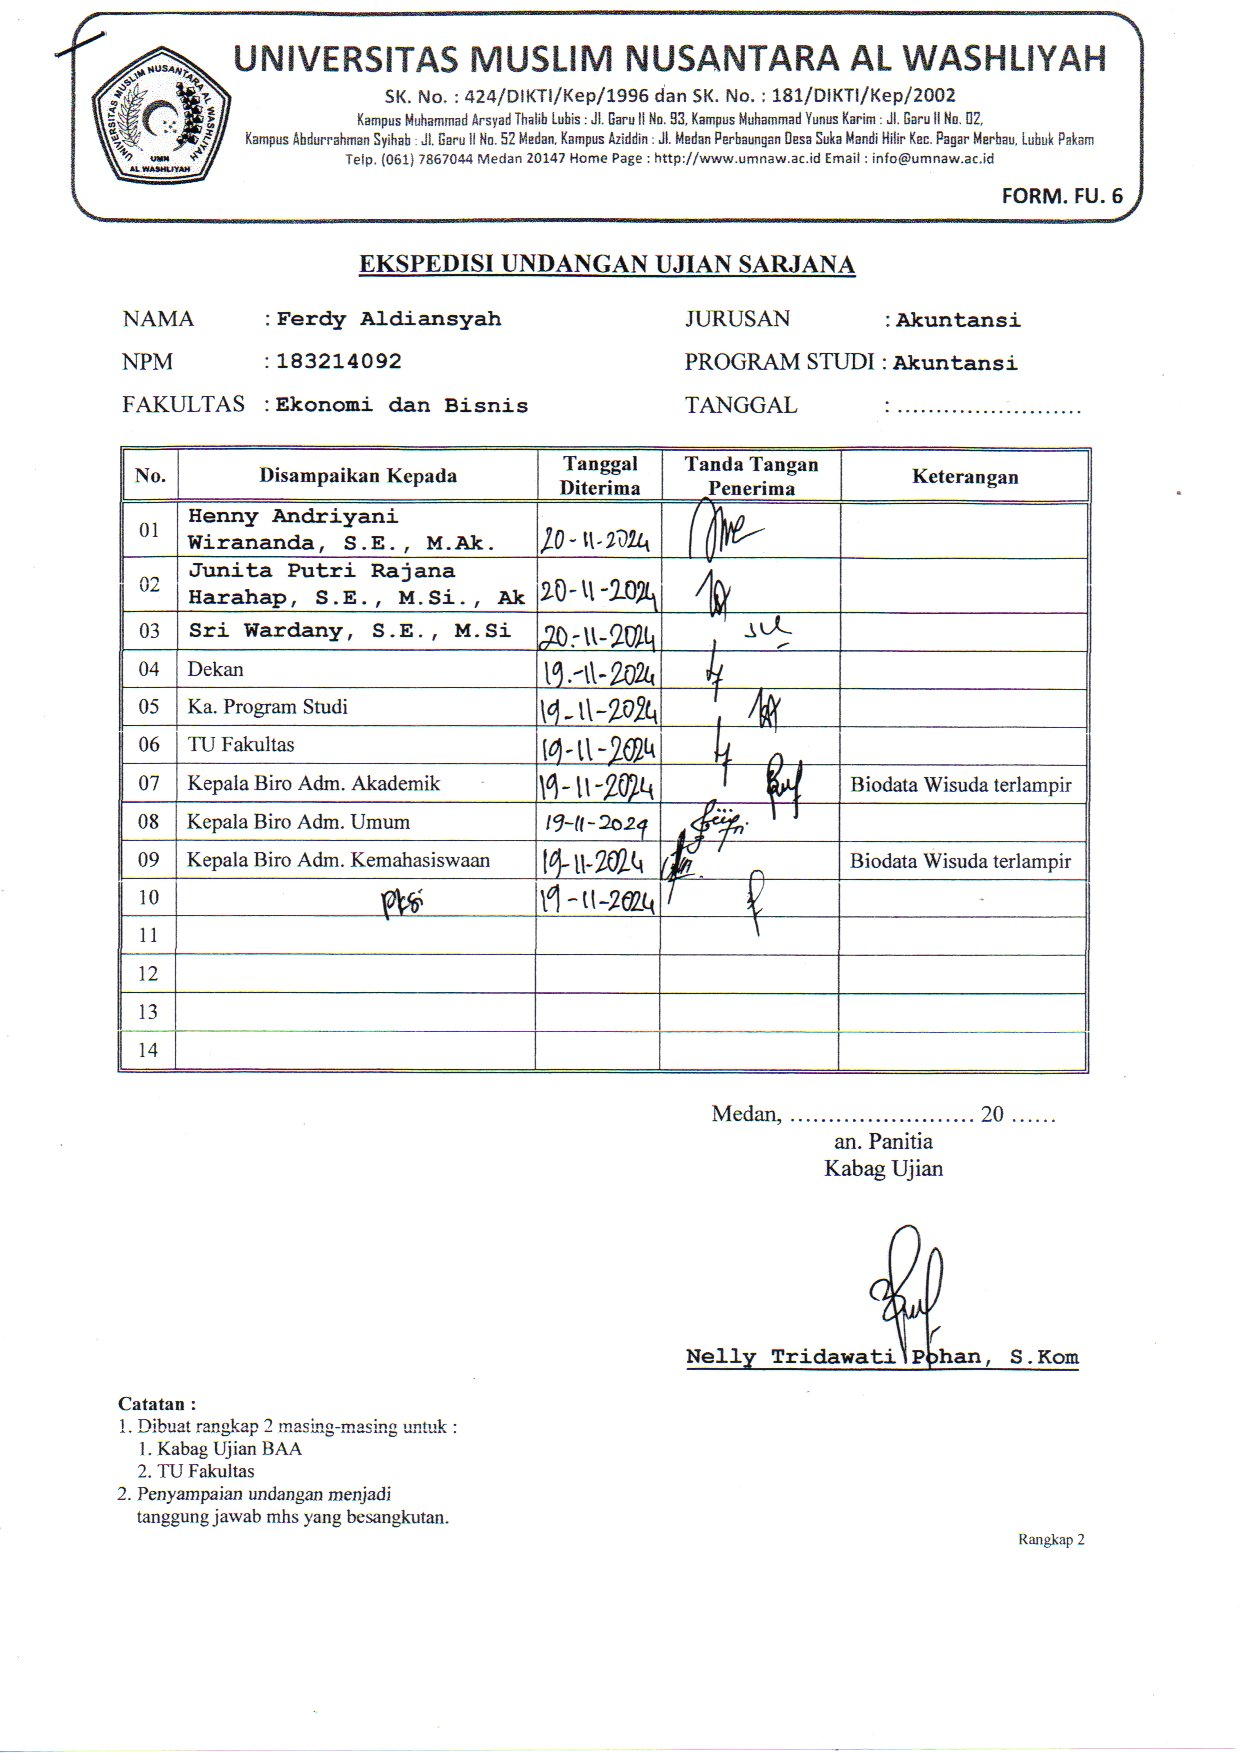 UNIVERSITAS MUSLIM NUSANTARA AL WASHLIYAH
SK. No. : 424/DIKTI/Kep/1996 dan SK. No. : 181/DIKTI/Kep/2002
Kampus Muhammad Arsyad Thalib Lubis : Jl. Garu II No. 93, Kampus Muhammad Yunus Karim : Jl. Garu II No. 02,
Kampus Abdurrahman Syihab : Jl. Garu II No. 52 Medan, Kampus Aziddin : Jl. Medan Perbaungan Desa Suka Mandi Hilir Kec. Pagar Merbau, Lubuk Pakam
Telp. (061) 7867044 Medan 20147 Home Page : http://www.umnaw.ac.id Email : info@umnaw.ac.id
UNIVERSITAS MUSLIM NUSANTARA AL WASHLIYAH
UMN
AL WASHLIYAH
FORM. FU. 6
EKSPEDISI UNDANGAN UJIAN SARJANA
NAMA : Ferdy Aldiansyah JURUSAN : Akuntansi
NPM : 183214092 PROGRAM STUDI : Akuntansi
FAKULTAS : Ekonomi dan Bisnis TANGGAL : ........................
No. Disampaikan Kepada Tanggal Diterima Tanda Tangan Penerima Keterangan
01 Henny Andriyani
Wirananda, S.E., M.Ak. 20-11-2024
02 Junita Putri Rajana
Harahap, S.E., M.Si., Ak 20-11-2024
03 Sri Wardany, S.E., M.Si 20-11-2024
04 Dekan 19-11-2024
05 Ka. Program Studi 19-11-2024
06 TU Fakultas 19-11-2024
07 Kepala Biro Adm. Akademik 19-11-2024 Biodata Wisuda terlampir
08 Kepala Biro Adm. Umum 19-11-2024
09 Kepala Biro Adm. Kemahasiswaan 19-11-2024 Biodata Wisuda terlampir
10 19-11-2024
11
12
13
14
Medan, ........................ 20 ......
an. Panitia
Kabag Ujian
Nelly Tridawati Pohan, S.Kom
Catatan :
1. Dibuat rangkap 2 masing-masing untuk :
1. Kabag Ujian BAA
2. TU Fakultas
2. Penyampaian undangan menjadi
tanggung jawab mhs yang besangkutan.
Rangkap 2